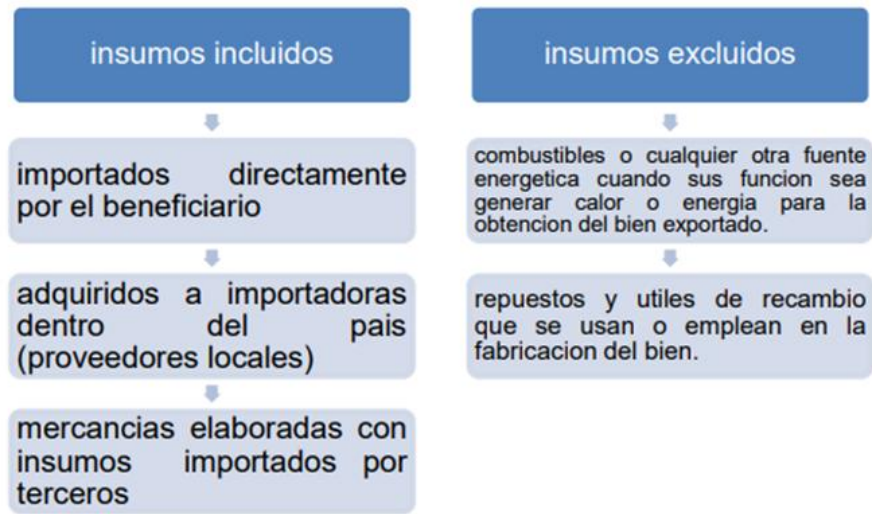 insumos incluidos
importados directamente
por el beneficiario
adquiridos a importadoras
dentro del pais
(proveedores locales)
mercancias elaboradas con
insumos importados por
terceros
insumos excluidos
combustibles o cualquier otra fuente
energetica cuando sus funcion sea
generar calor o energia para la
obtencion del bien exportado.
repuestos y utiles de recambio
que se usan o emplean en la
fabricacion del bien.